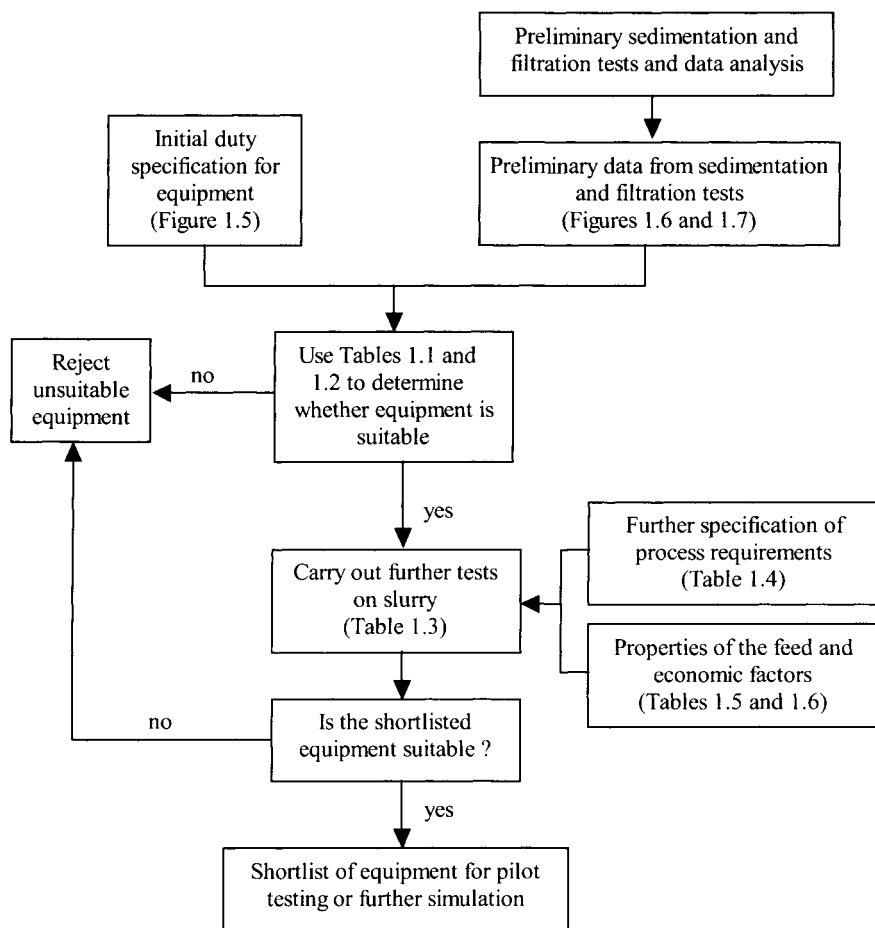 Preliminary sedimentation and
filtration tests and data analysis
Initial duty
specification for
equipment
(Figure 1.5)
Preliminary data from sedimentation
and filtration tests
(Figures 1.6 and 1.7)
Reject
unsuitable
equipment
no
Use Tables 1.1 and
1.2 to determine
whether equipment is
suitable
yes
Further specification of
process requirements
(Table 1.4)
Carry out further tests
on slurry
(Table 1.3)
Properties of the feed and
economic factors
(Tables 1.5 and 1.6)
no
Is the shortlisted
equipment suitable ?
yes
Shortlist of equipment for pilot
testing or further simulation